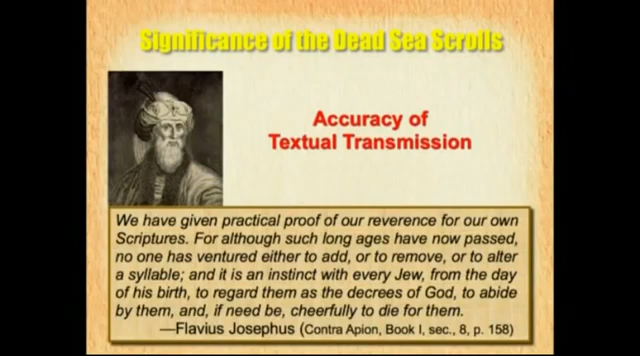 Significance of the Dead Sea Scrolls
Accuracy of
Textual Transmission
We have given practical proof of our reverence for our own
Scriptures. For although such long ages have now passed,
no one has ventured either to add, or to remove, or to alter
a syllable; and it is an instinct with every Jew, from the day
of his birth, to regard them as the decrees of God, to abide
by them, and, if need be, cheerfully to die for them.
—Flavius Josephus (Contra Apion, Book I, sec., 8, p. 158)